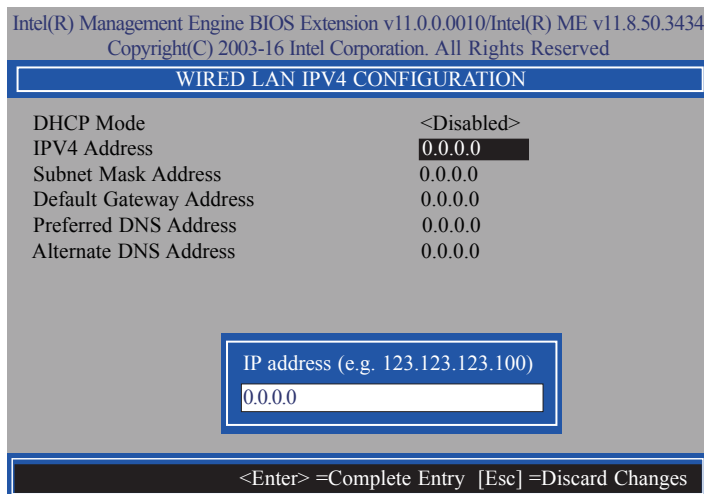 Intel(R) Management Engine BIOS Extension v11.0.0.0010/Intel(R) ME v11.8.50.3434
Copyright(C) 2003-16 Intel Corporation. All Rights Reserved
WIRED LAN IPV4 CONFIGURATION
DHCP Mode <Disabled>
IPV4 Address 0.0.0.0
Subnet Mask Address 0.0.0.0
Default Gateway Address 0.0.0.0
Preferred DNS Address 0.0.0.0
Alternate DNS Address 0.0.0.0
IP address (e.g. 123.123.123.100)
0.0.0.0
<Enter> =Complete Entry [Esc] =Discard Changes